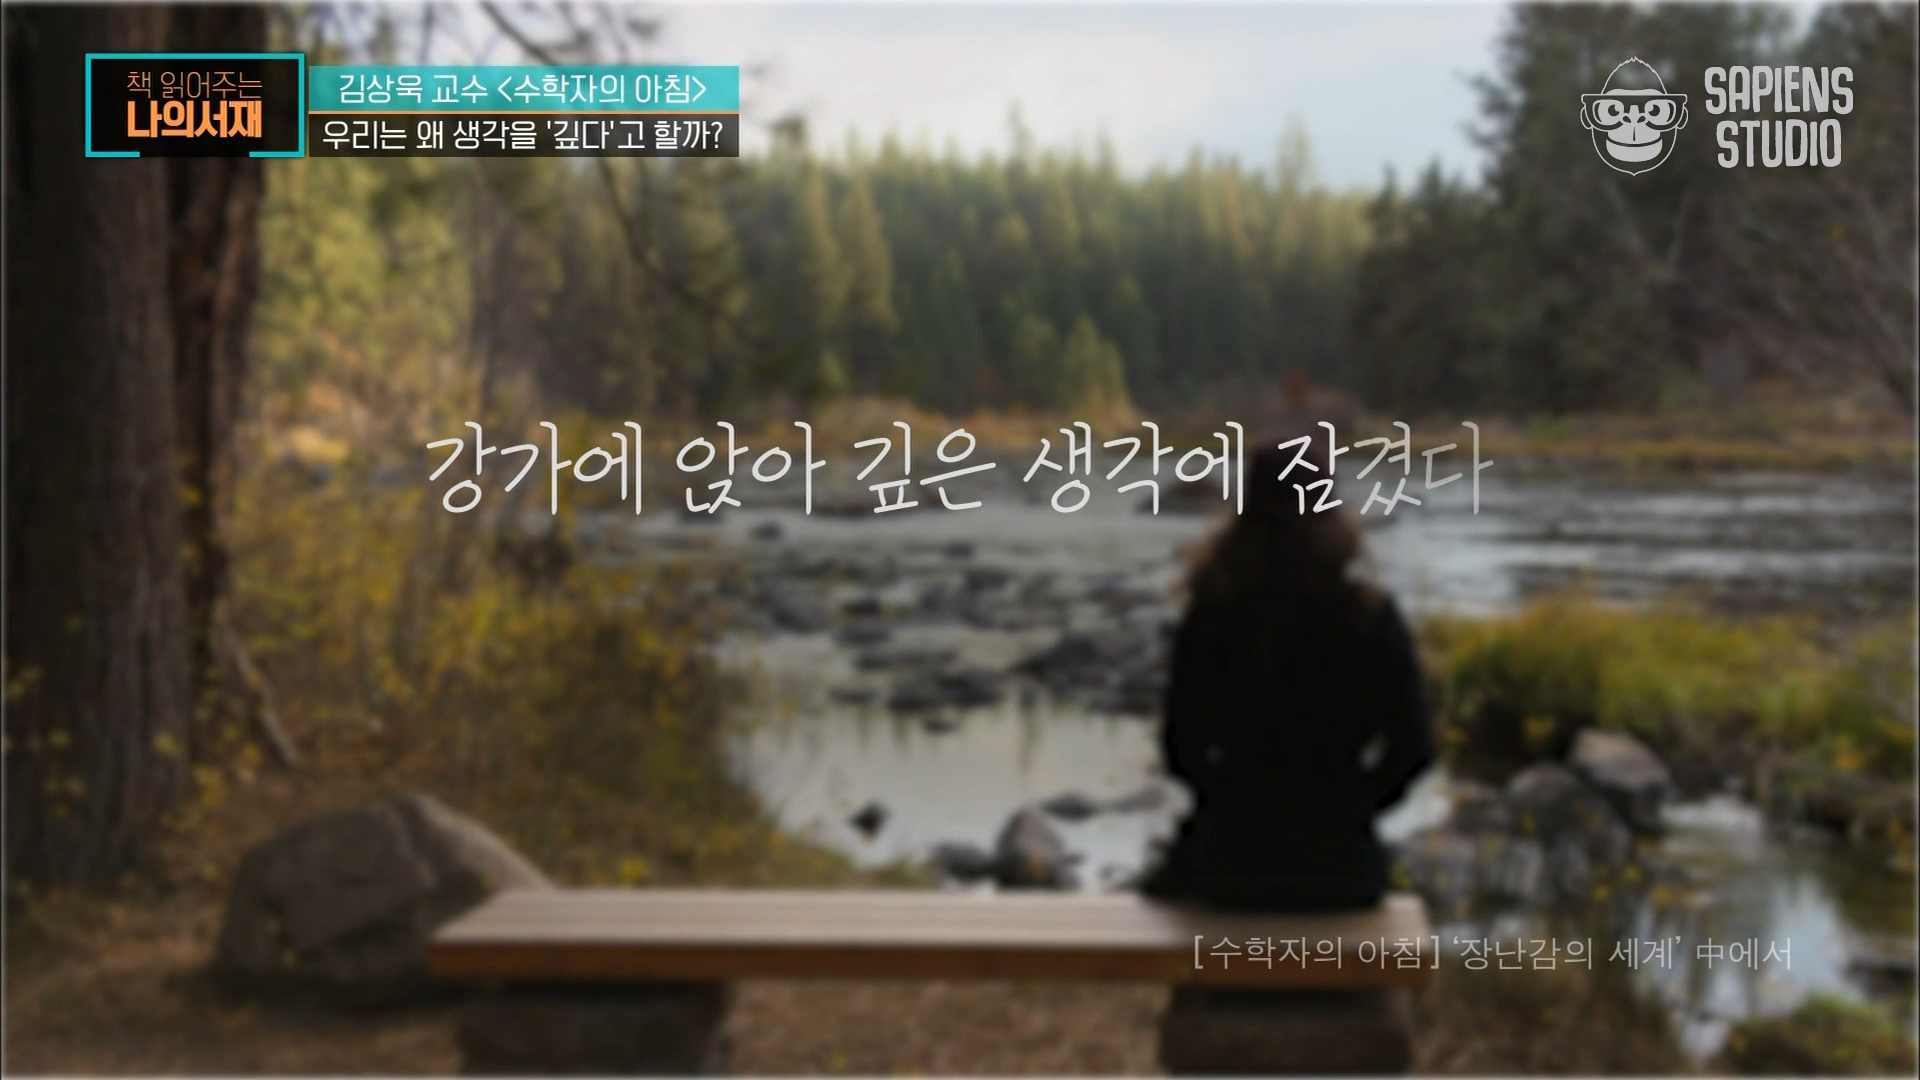 책 읽어주는
나의서재
김상욱 교수 <수학자의 아침>
우리는 왜 생각을 '깊다'고 할까?
SAPIENS
STUDIO
강가에 앉아 깊은 생각에 잠겼다
[수학자의 아침] ‘장난감의 세계’ 中에서